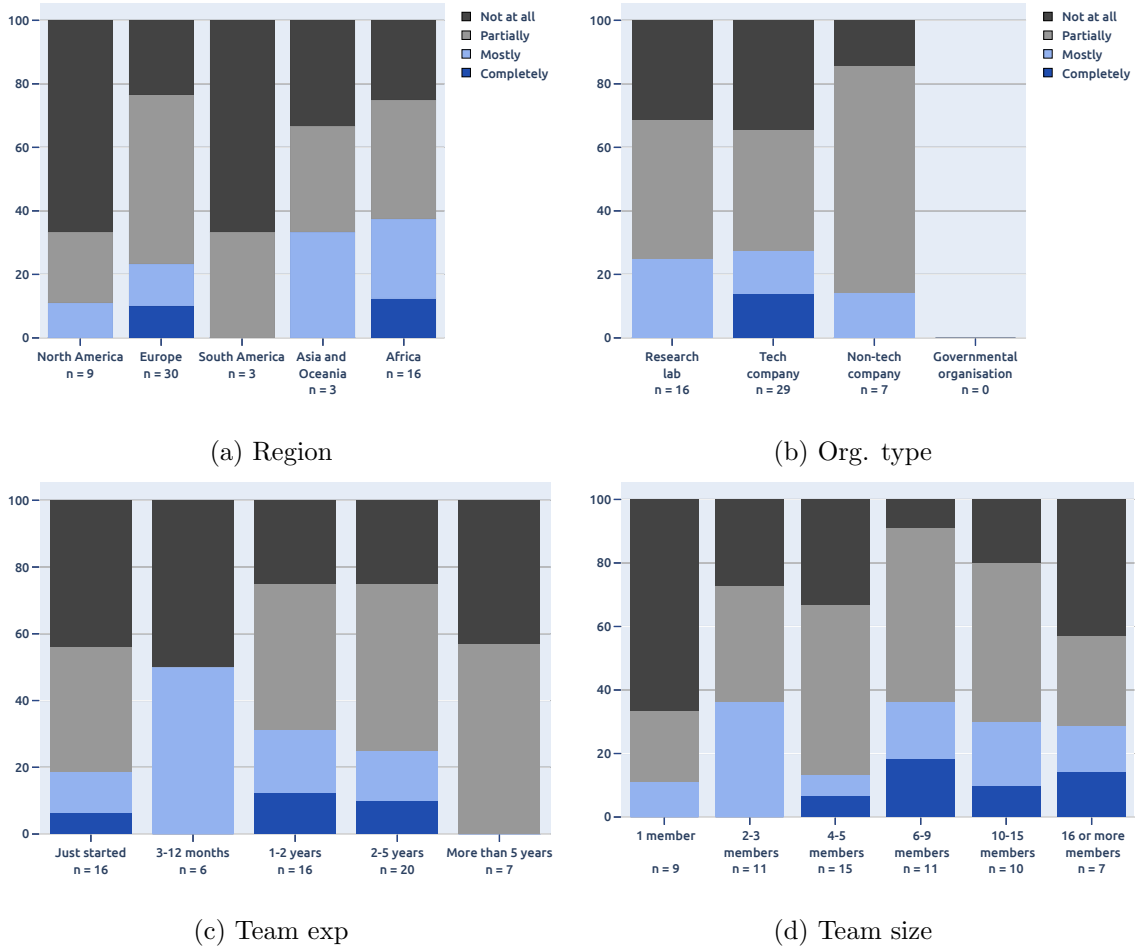 100
80
60
40
20
0
North America
n = 9
Europe
n = 30
South America
n = 3
Asia and
Oceania
n = 3
Africa
n = 16
Not at all
Partially
Mostly
Completely
(a) Region
100
80
60
40
20
0
Research
lab
n = 16
Tech
company
n = 29
Non-tech
company
n = 7
Governmental
organisation
n = 0
Not at all
Partially
Mostly
Completely
(b) Org. type
100
80
60
40
20
0
Just started
n = 16
3-12 months
n = 6
1-2 years
n = 16
2-5 years
n = 20
More than 5 years
n = 7
(c) Team exp
100
80
60
40
20
0
1 member
n = 9
2-3
members
n = 11
4-5
members
n = 15
6-9
members
n = 11
10-15
members
n = 10
16 or more
members
n = 7
(d) Team size